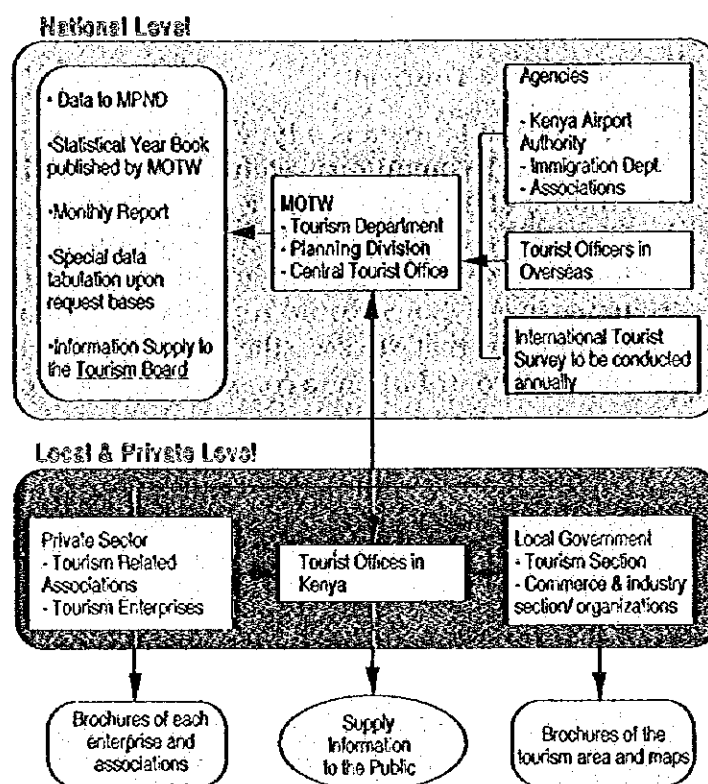 National Level
• Data to MPND
•Statistical Year Book
published by MOTW
•Monthly Report
•Special data
tabulation upon
request bases
•Information Supply to
the Tourism Board
MOTW
- Tourism Department
- Planning Division
- Central Tourist Office
Agencies
- Kenya Airport
Authority
- Immigration Dept.
- Associations
Tourist Officers in
Overseas
International Tourist
Survey to be conducted
annually
Local & Private Level
Private Sector
- Tourism Related
Associations
- Tourism Enterprises
Tourist Offices in
Kenya
Local Government
- Tourism Section
- Commerce & industry
section/ organizations
Brochures of each
enterprise and
associations
Supply
Information
to the Public
Brochures of the
tourism area and maps